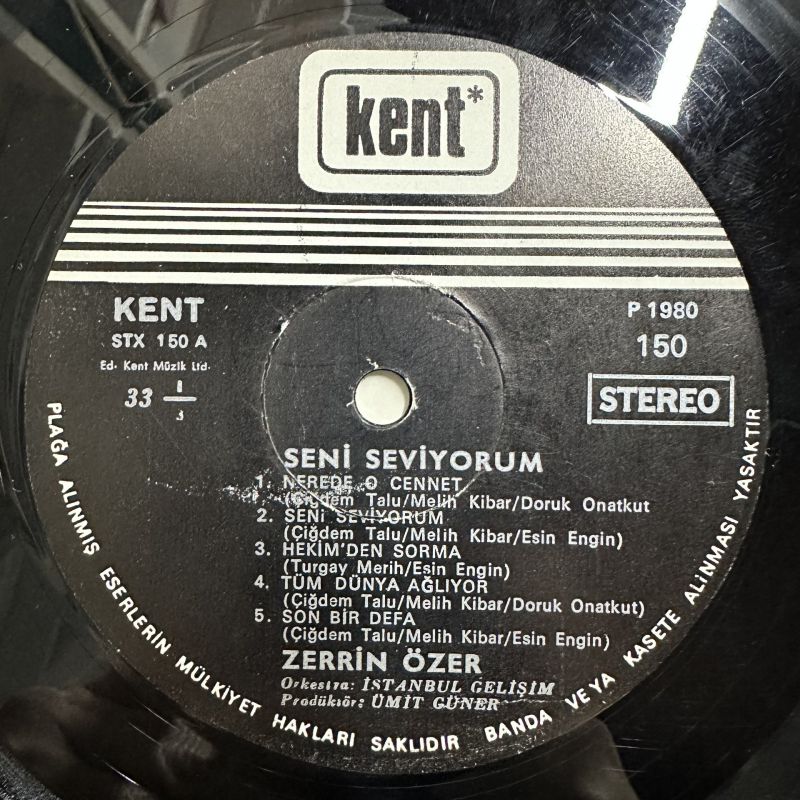 kent*
KENT
STX 150 A
Ed. Kent Müzik Ltd.
33 1/3
P 1980
150
STEREO
SENİ SEVİYORUM
1. NEREDE O CENNET
(Çiğdem Talu/Melih Kibar/Doruk Onatkut
2. SENİ SEVİYORUM
(Çiğdem Talu/Melih Kibar/Esin Engin)
3. HEKİM'DEN SORMA
(Turgay Merih/Esin Engin)
4. TÜM DÜNYA AĞLIYOR
(Çiğdem Talu/Melih Kibar/Doruk Onatkut)
5. SON BİR DEFA
(Çiğdem Talu/Melih Kibar/Esin Engin)
ZERRİN ÖZER
Orkestra: İSTANBUL GELİŞİM
Prodüktör: ÜMİT GÜNER
PLAĞA ALINMIŞ ESERLERİN MÜLKİYET HAKLARI SAKLIDIR BANDA VEYA KASETE ALINMASI YASAKTIR